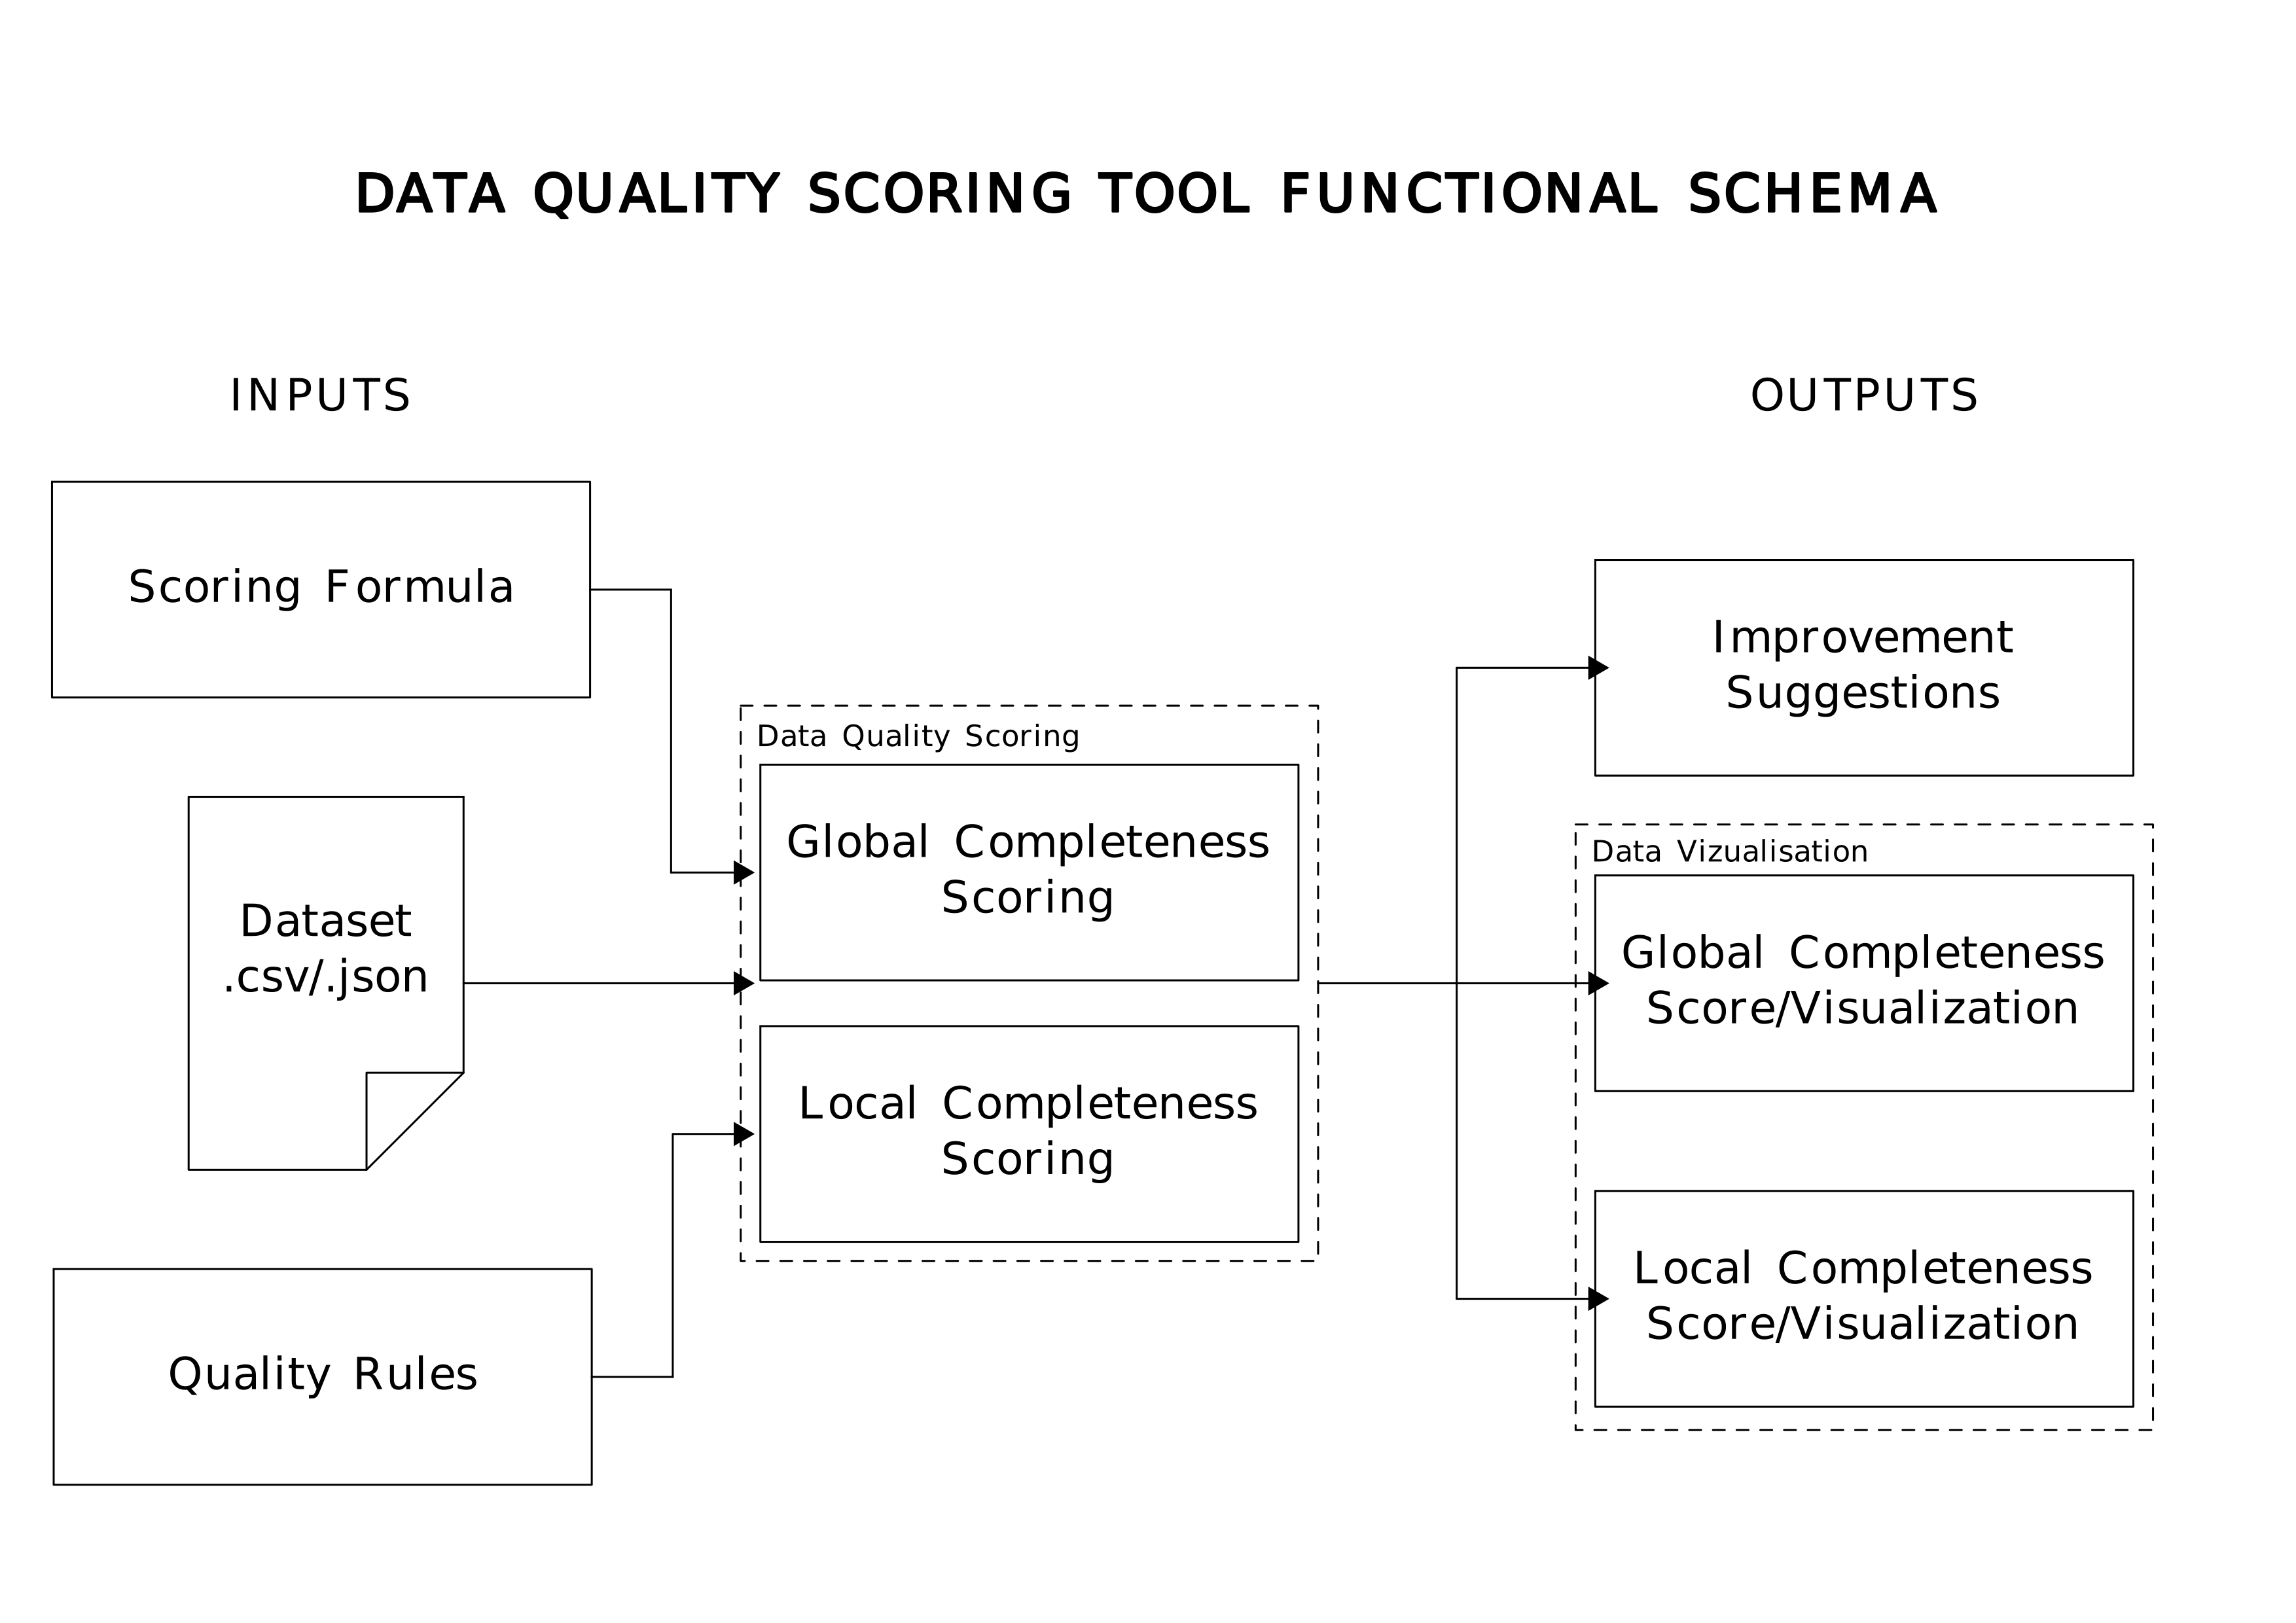 DATA QUALITY SCORING TOOL FUNCTIONAL SCHEMA
INPUTS
OUTPUTS
Scoring Formula
Dataset
.csv/.json
Quality Rules
Data Quality Scoring
Global Completeness
Scoring
Local Completeness
Scoring
Improvement
Suggestions
Data Vizualisation
Global Completeness
Score/Visualization
Local Completeness
Score/Visualization